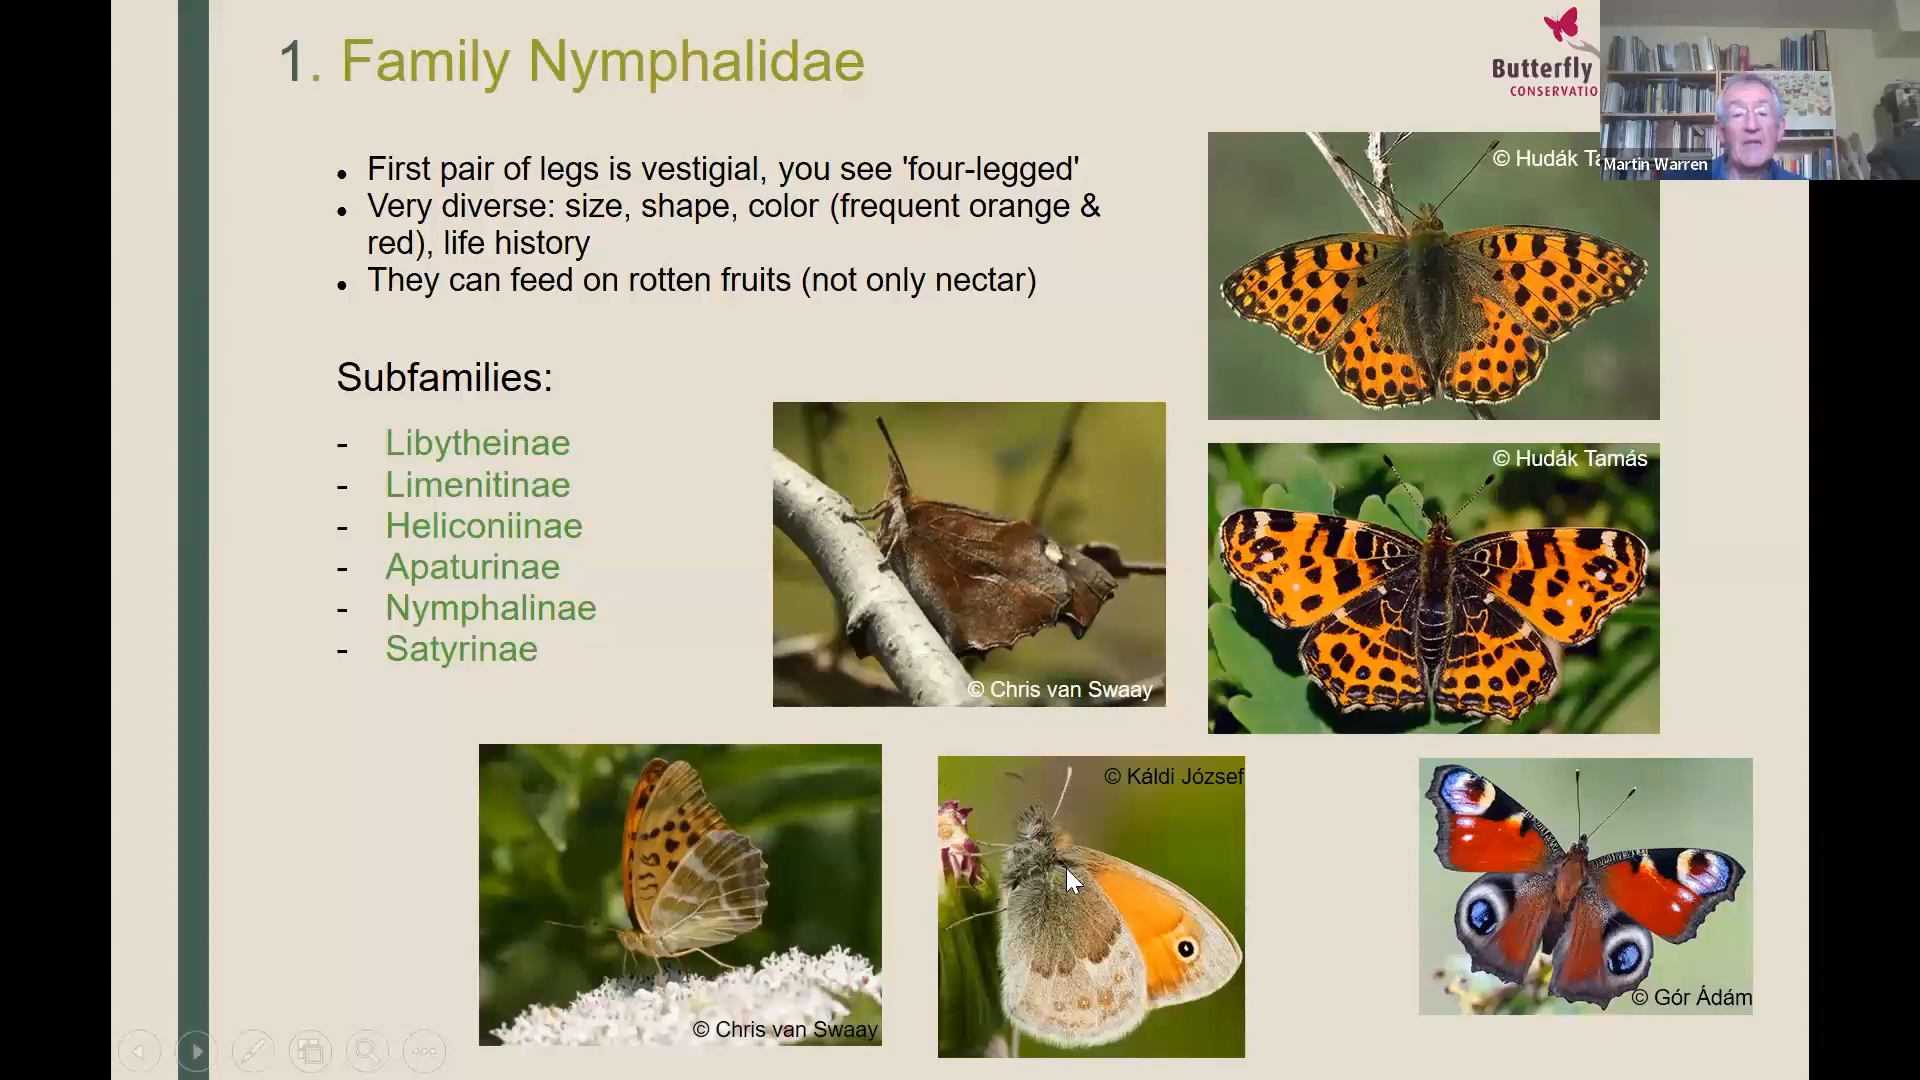 1. Family Nymphalidae
Butterfly
CONSERVATIO
Martin Warren
First pair of legs is vestigial, you see 'four-legged'
Very diverse: size, shape, color (frequent orange &
red), life history
They can feed on rotten fruits (not only nectar)
Subfamilies:
- Libytheinae
- Limenitinae
- Heliconiinae
- Apaturinae
- Nymphalinae
- Satyrinae
© Hudák Ta
© Hudák Tamás
© Chris van Swaay
© Chris van Swaay
© Káldi József
© Gór Ádám